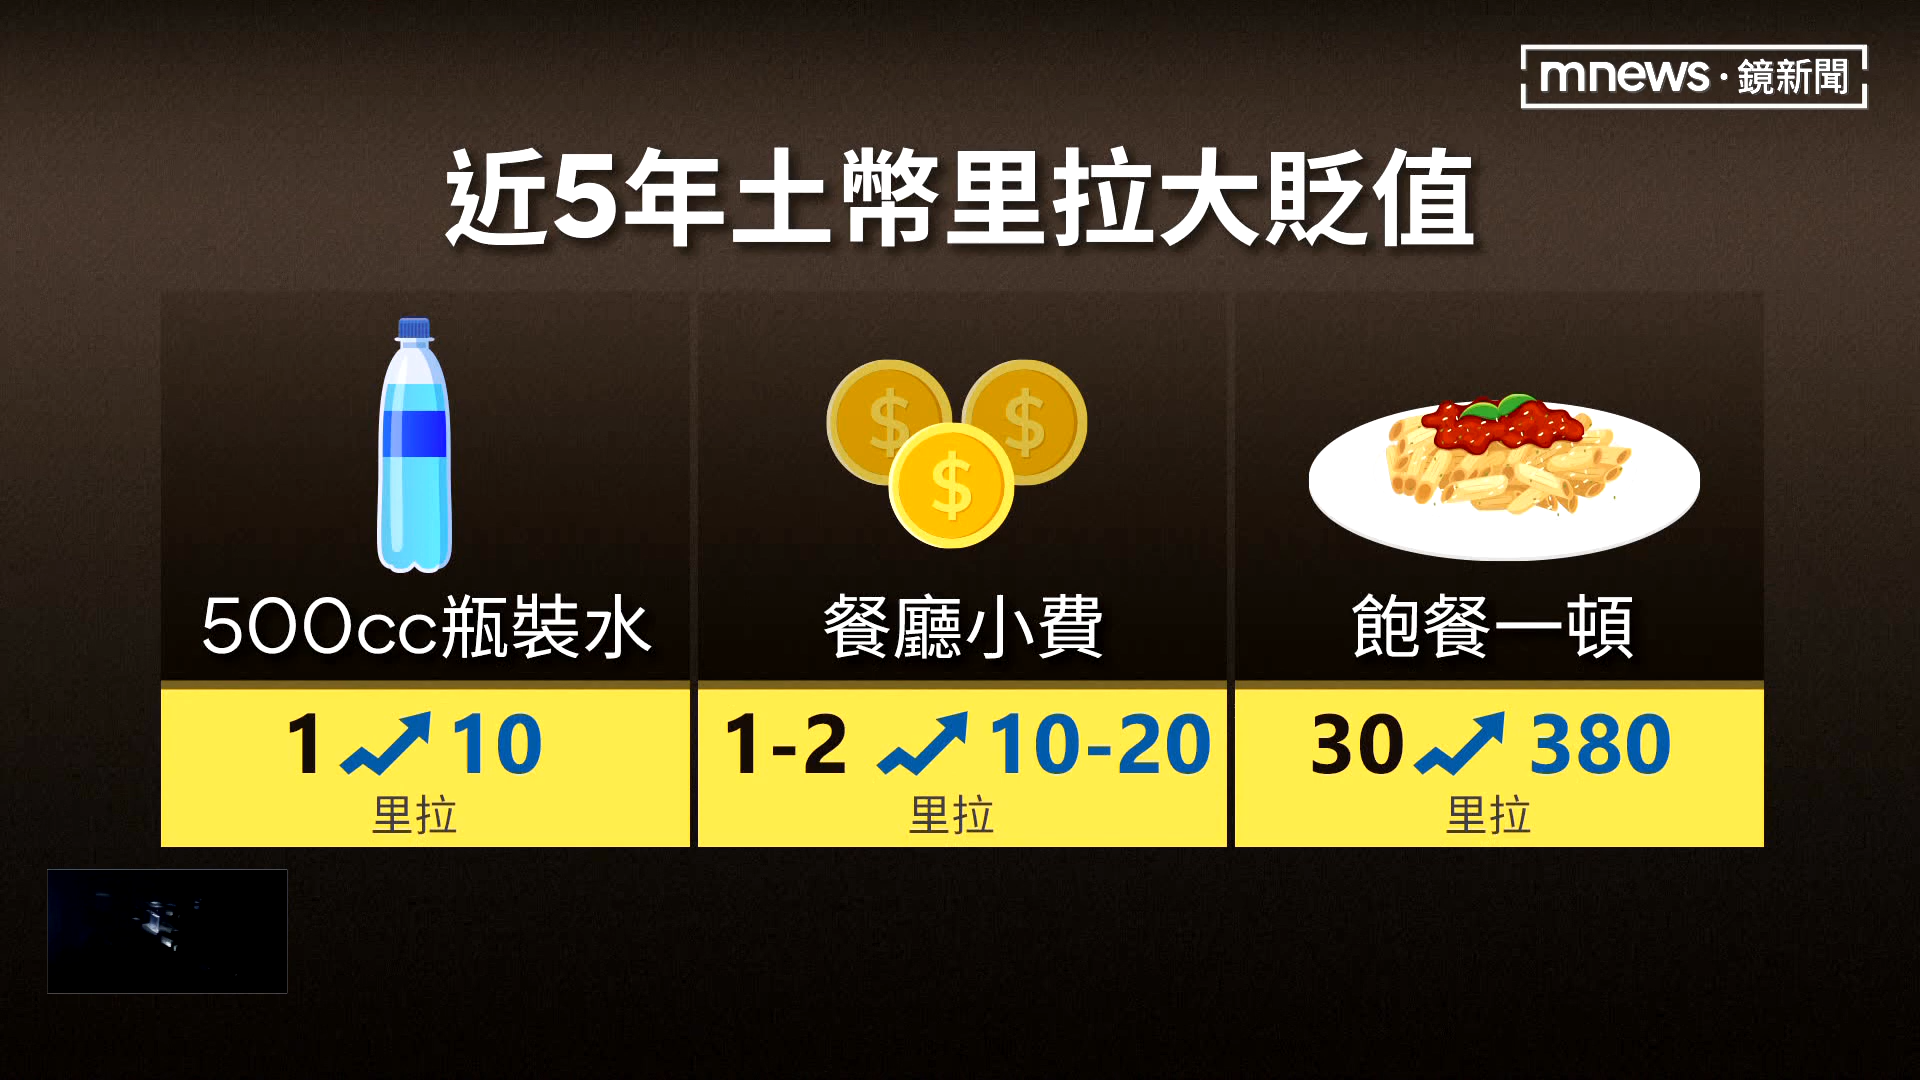 mnews·鏡新聞
近5年土幣里拉大貶值
500cc瓶裝水
1 10
里拉
餐廳小費
1-2 10-20
里拉
飽餐一頓
30 380
里拉